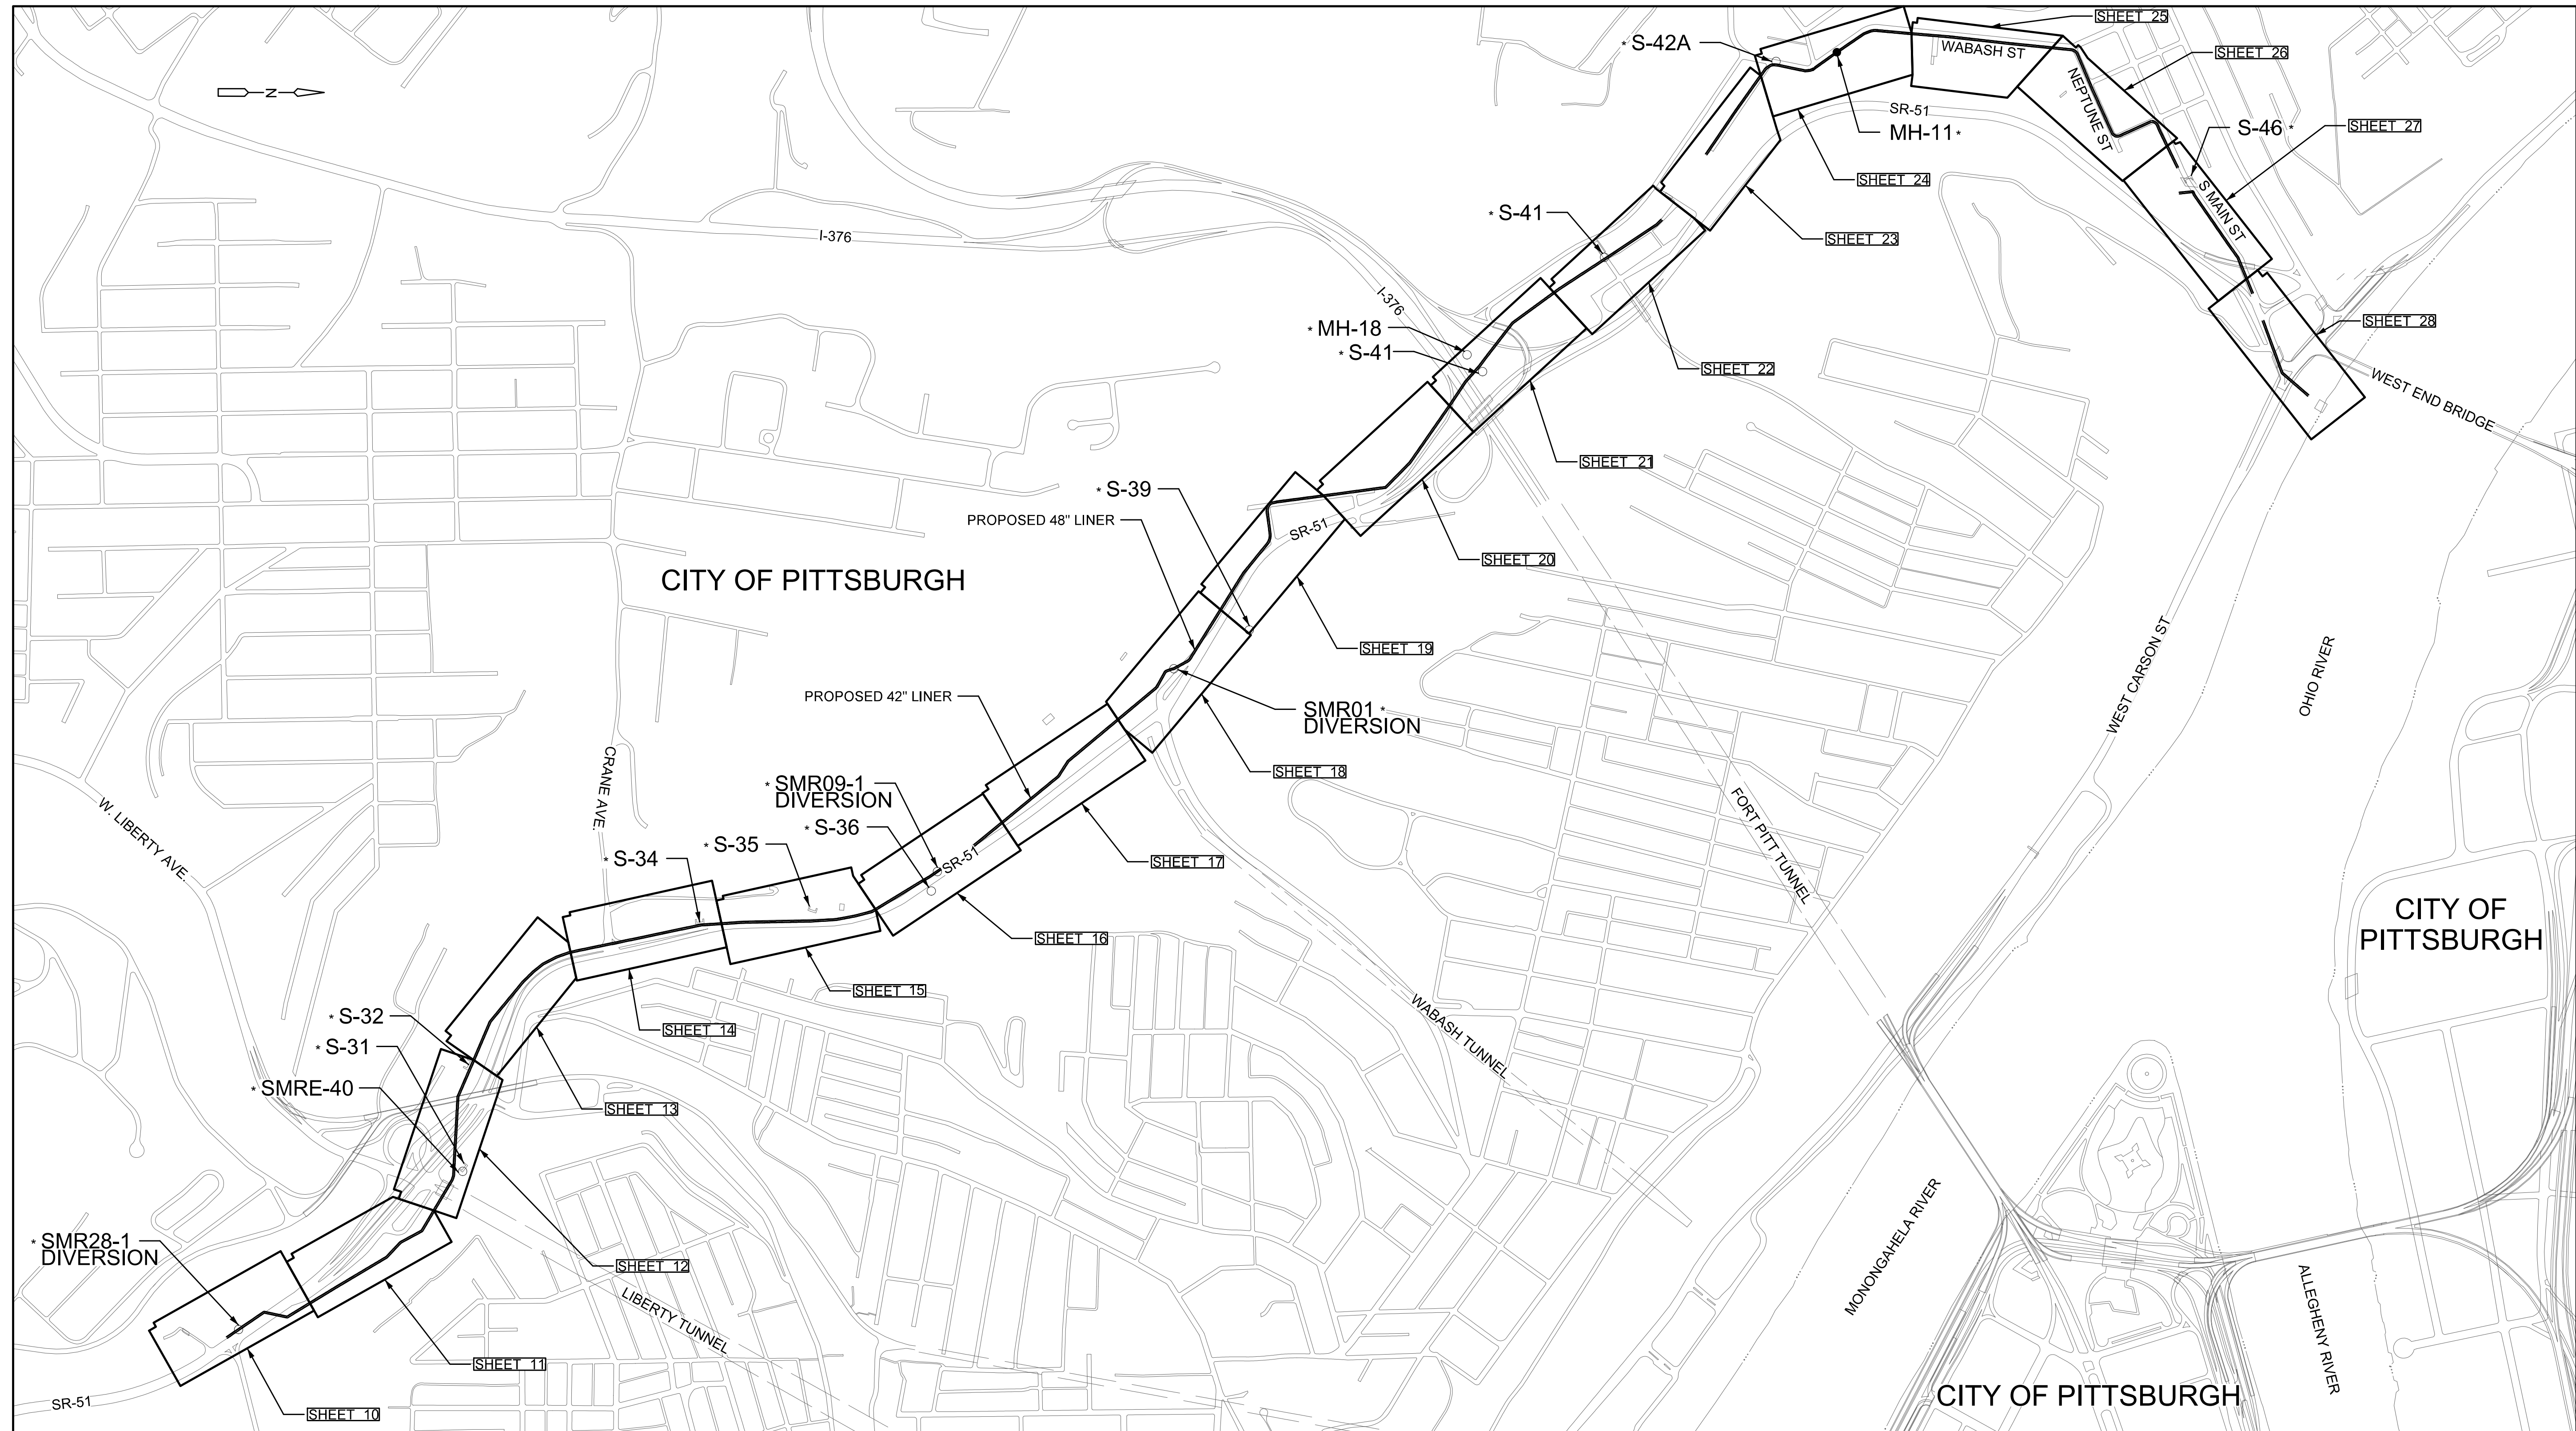 SHEET 25
* S-42A
WABASH ST
SHEET 26
N
NEPTUNE ST
SR-51
MH-11 *
S-46 *
SHEET 27
SHEET 24
S MAIN ST
* S-41
I-376
SHEET 23
I-376
* MH-18
* S-41
SHEET 28
SHEET 22
WEST END BRIDGE
SHEET 21
* S-39
PROPOSED 48" LINER
SR-51
SHEET 20
CITY OF PITTSBURGH
SHEET 19
WEST CARSON ST
OHIO RIVER
PROPOSED 42" LINER
SMR01 *
DIVERSION
SHEET 18
CRANE AVE.
* SMR09-1
DIVERSION
* S-36
W. LIBERTY AVE.
FORT PITT TUNNEL
* S-35
* S-34
SR-51
SHEET 17
CITY OF
PITTSBURGH
SHEET 16
SHEET 15
* S-32
SHEET 14
WABASH TUNNEL
* S-31
* SMRE-40
SHEET 13
* SMR28-1
DIVERSION
MONONGAHELA RIVER
SHEET 12
LIBERTY TUNNEL
ALLEGHENY RIVER
SHEET 11
SR-51
SHEET 10
CITY OF PITTSBURGH